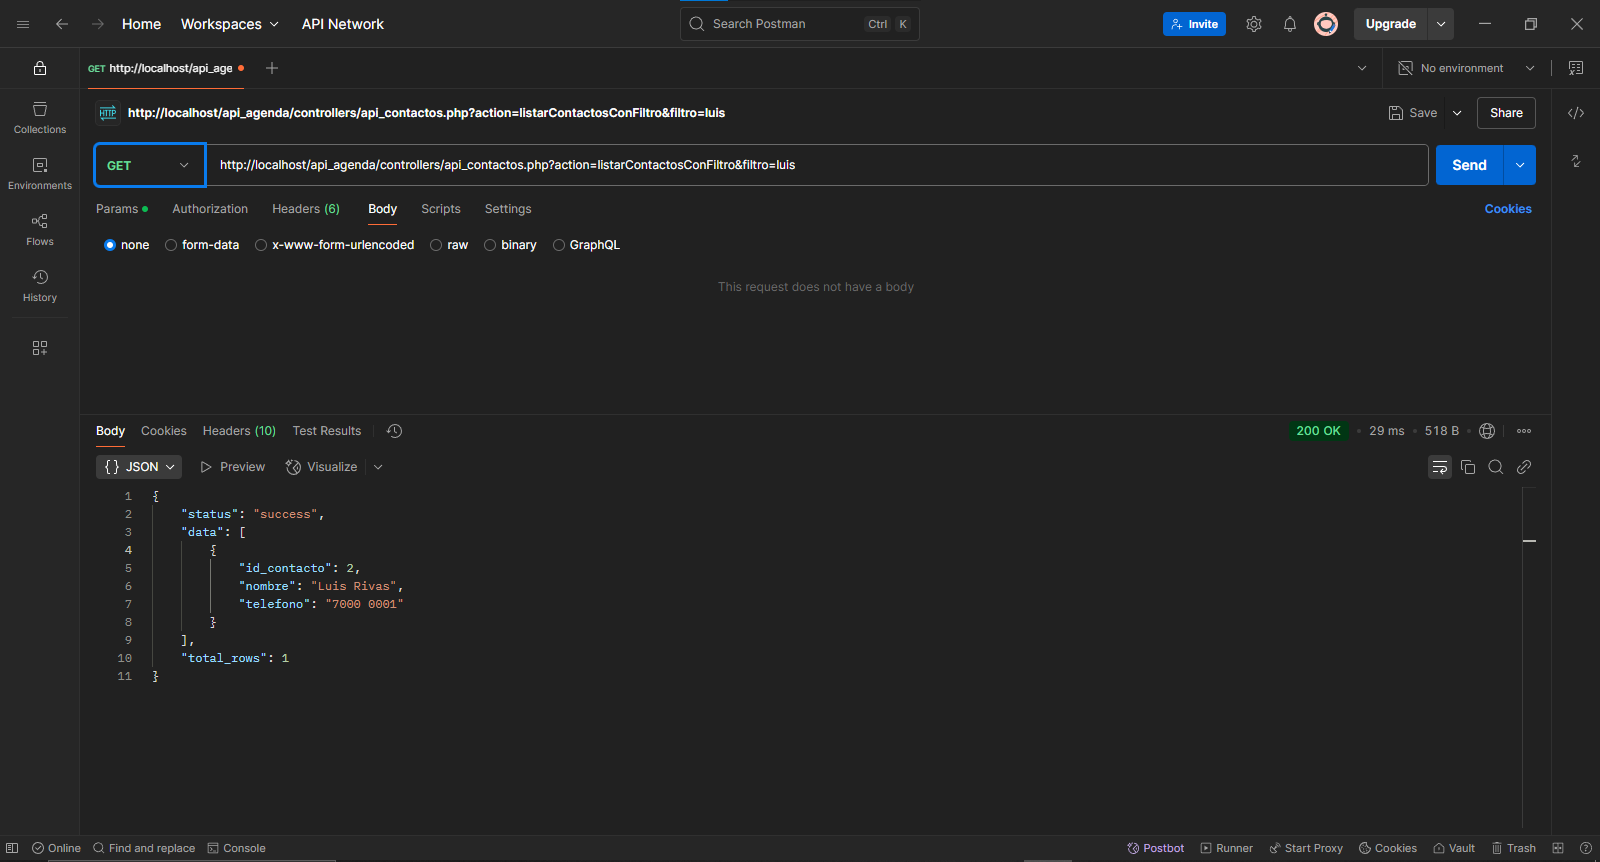 Home Workspaces API Network Search Postman Ctrl K Invite Upgrade
GET http://localhost/api_age No environment
HTTP http://localhost/api_agenda/controllers/api_contactos.php?action=listarContactosConFiltro&filtro=luis Save Share
Collections
GET http://localhost/api_agenda/controllers/api_contactos.php?action=listarContactosConFiltro&filtro=luis Send
Environments
Params Authorization Headers (6) Body Scripts Settings Cookies
Flows
none form-data x-www-form-urlencoded raw binary GraphQL
History
This request does not have a body
Body Cookies Headers (10) Test Results 200 OK 29 ms 518 B
{} JSON Preview Visualize
1 {
2 "status": "success",
3 "data": [
4 {
5 "id_contacto": 2,
6 "nombre": "Luis Rivas",
7 "telefono": "7000 0001"
8 }
9 ],
10 "total_rows": 1
11 }
Online Find and replace Console Postbot Runner Start Proxy Cookies Vault Trash